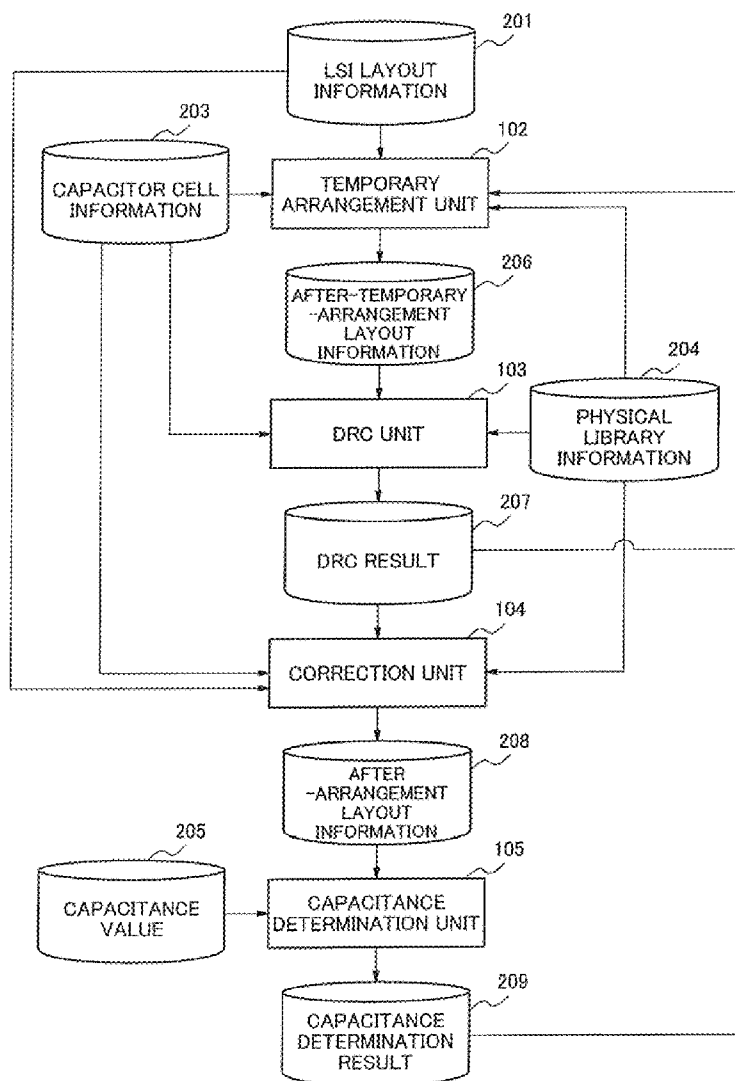 201
LSI LAYOUT
INFORMATION
203
CAPACITOR CELL
INFORMATION
102
TEMPORARY
ARRANGEMENT UNIT
206
AFTER-TEMPORARY
-ARRANGEMENT
LAYOUT
INFORMATION
103
DRC UNIT
204
PHYSICAL
LIBRARY
INFORMATION
207
DRC RESULT
104
CORRECTION UNIT
208
AFTER
-ARRANGEMENT
LAYOUT
INFORMATION
205
CAPACITANCE
VALUE
105
CAPACITANCE
DETERMINATION UNIT
209
CAPACITANCE
DETERMINATION
RESULT